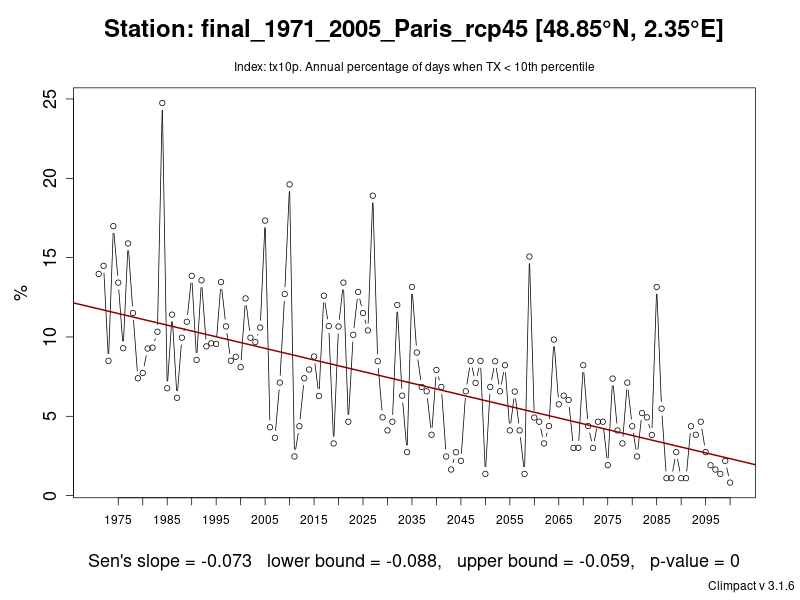 Station: final_1971_2005_Paris_rcp45 [48.85°N, 2.35°E]
Index: tx10p. Annual percentage of days when TX < 10th percentile
25
20
15
10
5
0
%
1975 1985 1995 2005 2015 2025 2035 2045 2055 2065 2075 2085 2095
Sen's slope = -0.073 lower bound = -0.088, upper bound = -0.059, p-value = 0
Climpact v 3.1.6